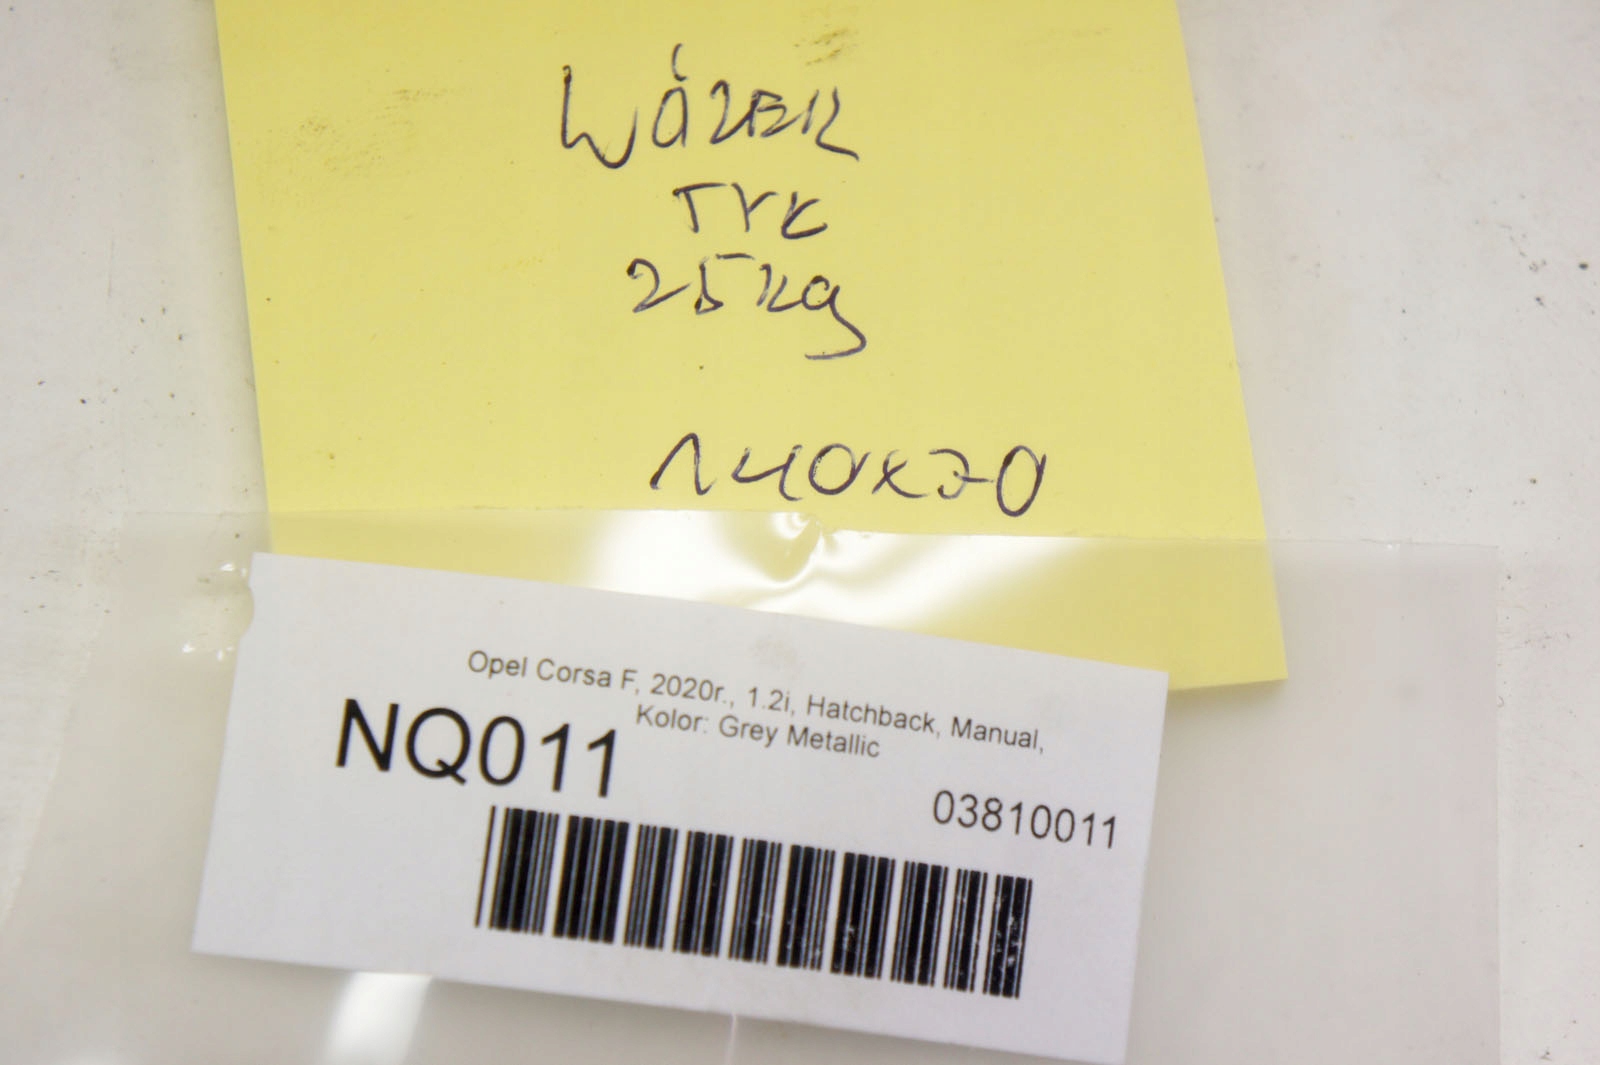 WÓZEK
TYŁ
25kg
140x70
Opel Corsa F, 2020r., 1.2i, Hatchback, Manual,
Kolor: Grey Metallic
NQ011
03810011